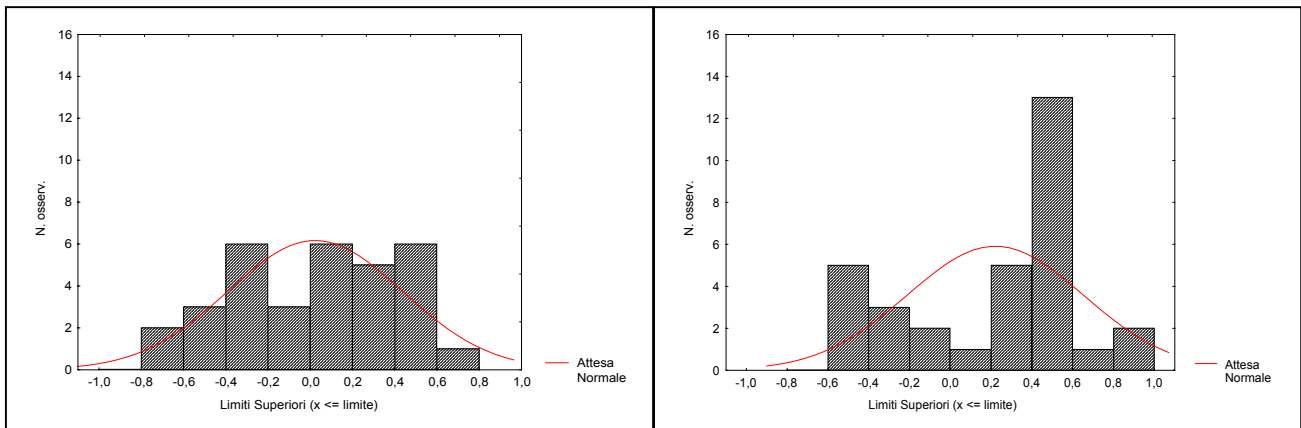 16
14
12
10
8
6
4
2
0
N. osserv.
-1,0 -0,8 -0,6 -0,4 -0,2 0,0 0,2 0,4 0,6 0,8 1,0
Limiti Superiori (x <= limite)
Attesa
Normale
16
14
12
10
8
6
4
2
0
N. osserv.
-1,0 -0,8 -0,6 -0,4 -0,2 0,0 0,2 0,4 0,6 0,8 1,0
Limiti Superiori (x <= limite)
Attesa
Normale